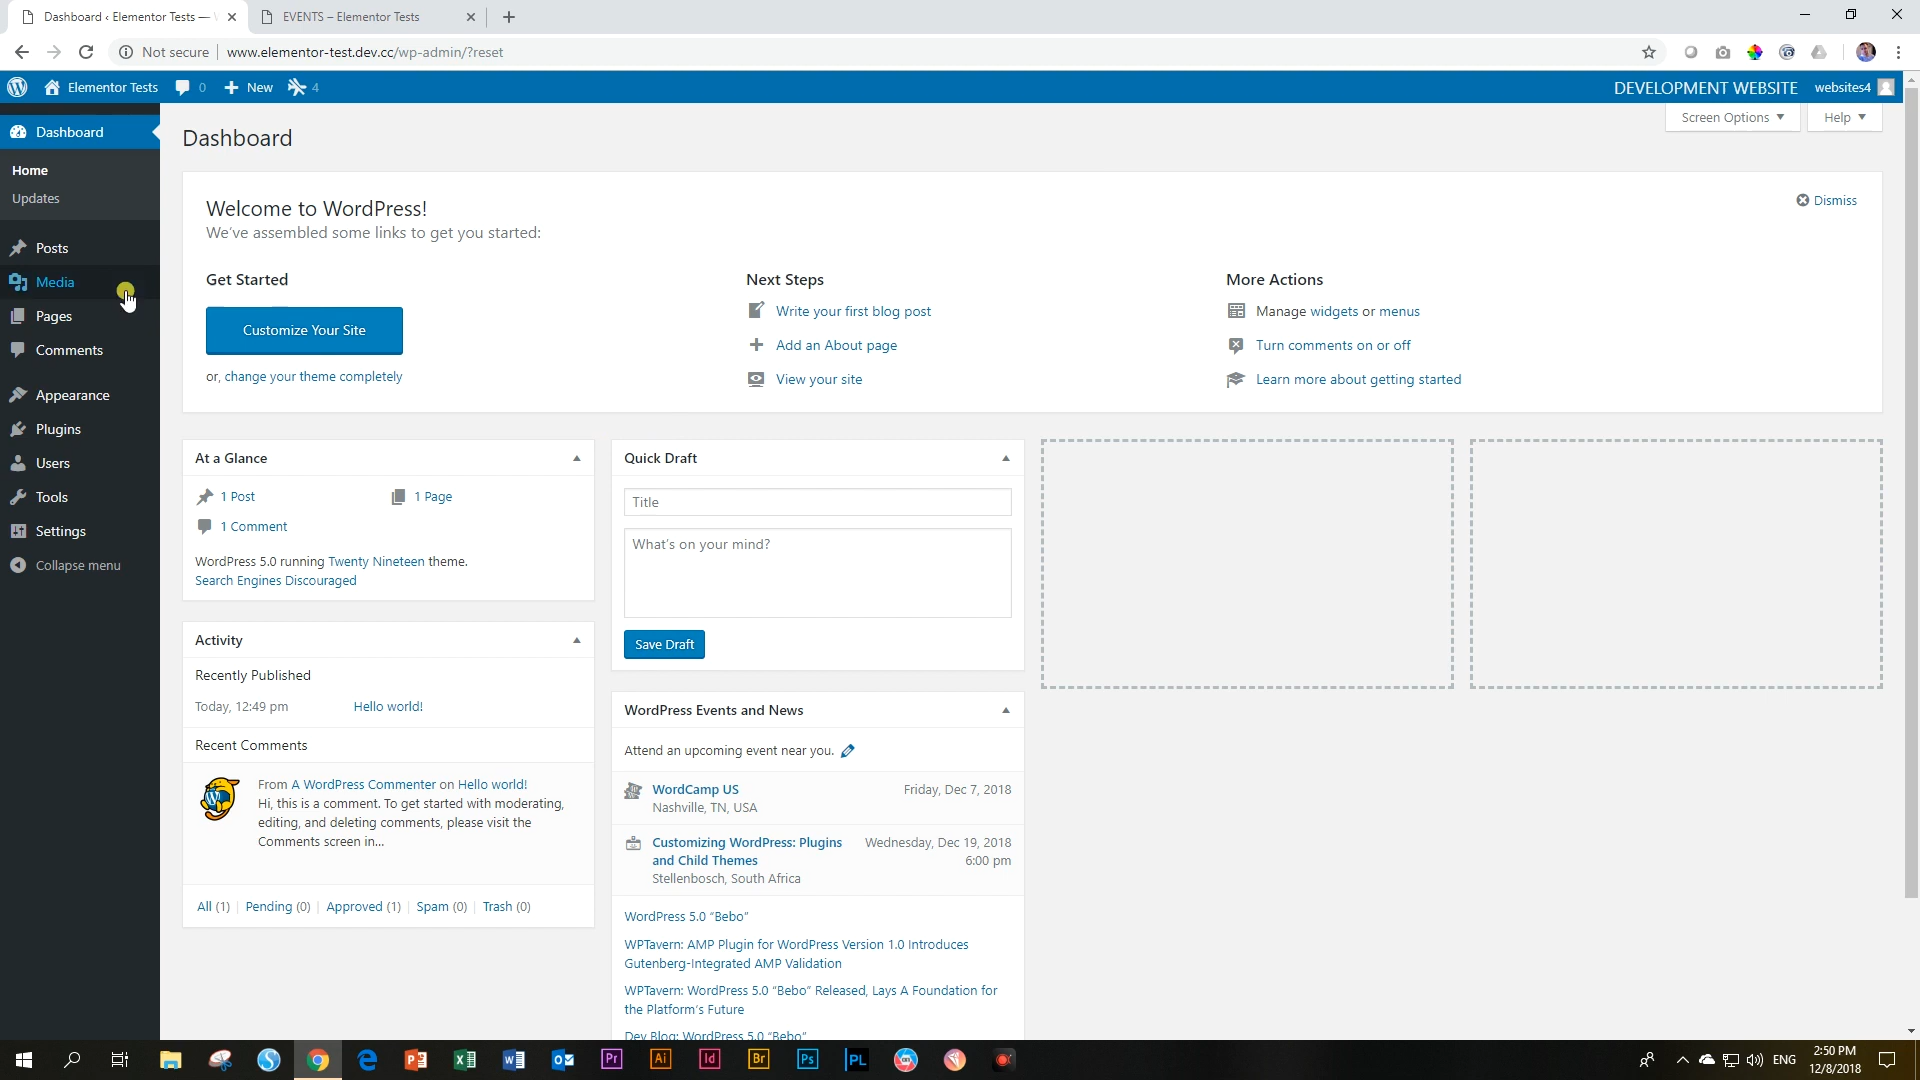 Dashboard ‹ Elementor Tests —
EVENTS – Elementor Tests
Not secure
www.elementor-test.dev.cc/wp-admin/?reset
Elementor Tests
0
New
4
DEVELOPMENT WEBSITE
websites4
Dashboard
Home
Updates
Posts
Media
Pages
Comments
Appearance
Plugins
Users
Tools
Settings
Collapse menu
Dashboard
Screen Options
Help
Welcome to WordPress!
We've assembled some links to get you started:
Dismiss
Get Started
Customize Your Site
or, change your theme completely
Next Steps
Write your first blog post
Add an About page
View your site
More Actions
Manage widgets or menus
Turn comments on or off
Learn more about getting started
At a Glance
1 Post
1 Page
1 Comment
WordPress 5.0 running Twenty Nineteen theme.
Search Engines Discouraged
Activity
Recently Published
Today, 12:49 pm
Hello world!
Recent Comments
From A WordPress Commenter on Hello world!
Hi, this is a comment. To get started with moderating,
editing, and deleting comments, please visit the
Comments screen in...
All (1) | Pending (0) | Approved (1) | Spam (0) | Trash (0)
Quick Draft
Title
What's on your mind?
Save Draft
WordPress Events and News
Attend an upcoming event near you.
WordCamp US
Friday, Dec 7, 2018
Nashville, TN, USA
Customizing WordPress: Plugins
and Child Themes
Wednesday, Dec 19, 2018
6:00 pm
Stellenbosch, South Africa
WordPress 5.0 “Bebo”
WPTavern: AMP Plugin for WordPress Version 1.0 Introduces
Gutenberg-Integrated AMP Validation
WPTavern: WordPress 5.0 “Bebo” Released, Lays A Foundation for
the Platform's Future
Dev Blog: WordPress 5.0 “Bebo”
Pr
Ai
Id
Br
Ps
PL
ENG
2:50 PM
12/8/2018